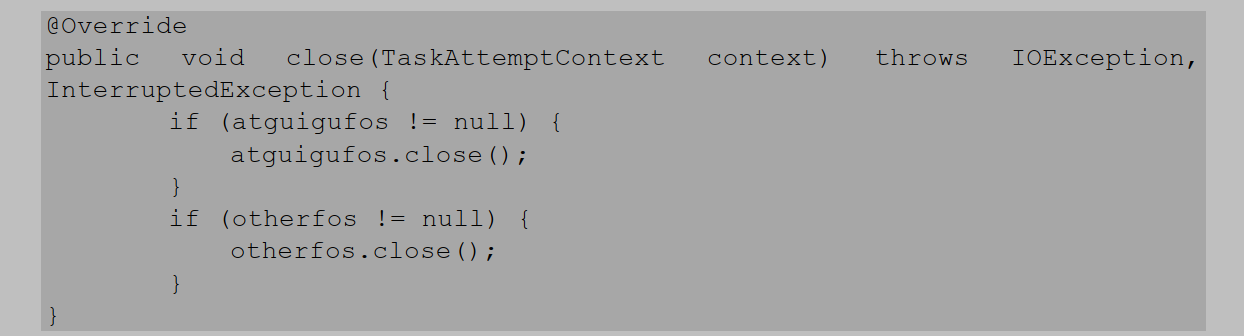 @Override
public void close(TaskAttemptContext context) throws IOException,
InterruptedException {
if (atguigufos != null) {
atguigufos.close();
}
if (otherfos != null) {
otherfos.close();
}
}